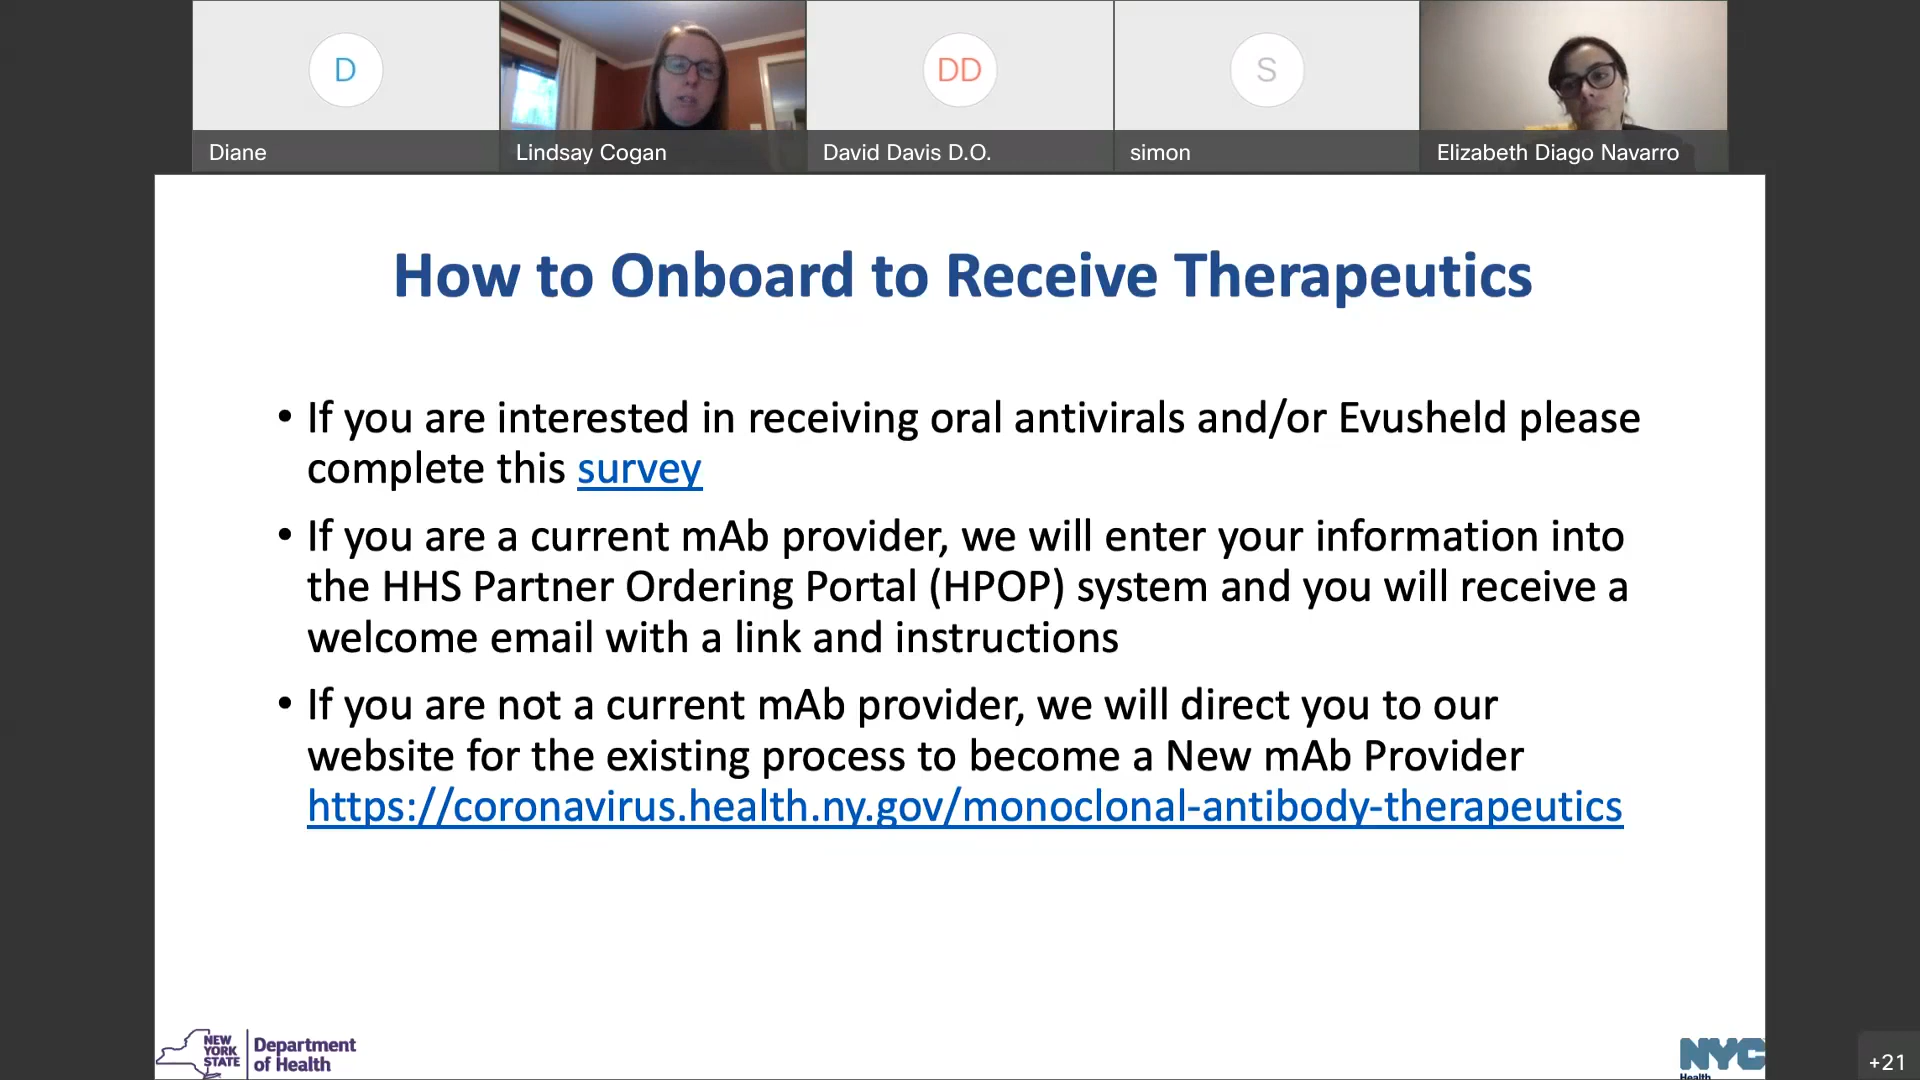 D
DD
S
Diane
Lindsay Cogan
David Davis D.O.
simon
Elizabeth Diago Navarro
How to Onboard to Receive Therapeutics
• If you are interested in receiving oral antivirals and/or Evusheld please
complete this survey
• If you are a current mAb provider, we will enter your information into
the HHS Partner Ordering Portal (HPOP) system and you will receive a
welcome email with a link and instructions
• If you are not a current mAb provider, we will direct you to our
website for the existing process to become a New mAb Provider
https://coronavirus.health.ny.gov/monoclonal-antibody-therapeutics
NEW
YORK
STATE
Department
of Health
NYC
Health
+21